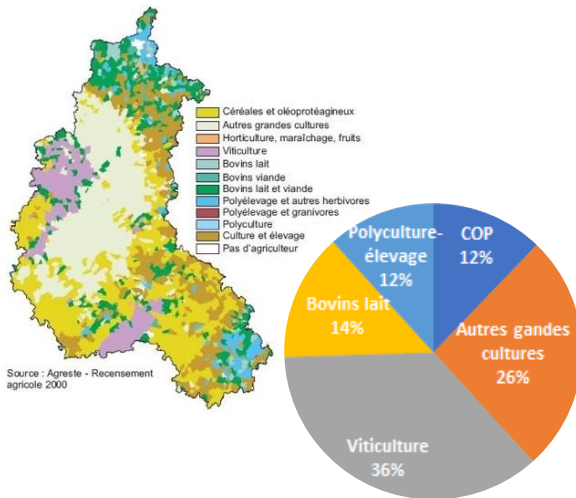 Céréales et oléoprotéagineux
Autres grandes cultures
Horticulture, maraîchage, fruits
Viticulture
Bovins lait
Bovins viande
Bovins lait et viande
Polyélevage et autres herbivores
Polyélevage et granivores
Polyculture
Culture et élevage
Pas d'agriculteur
Source : Agreste - Recensement
agricole 2000
Polyculture-
élevage
12%
COP
12%
Bovins lait
14%
Autres gandes
cultures
26%
Viticulture
36%